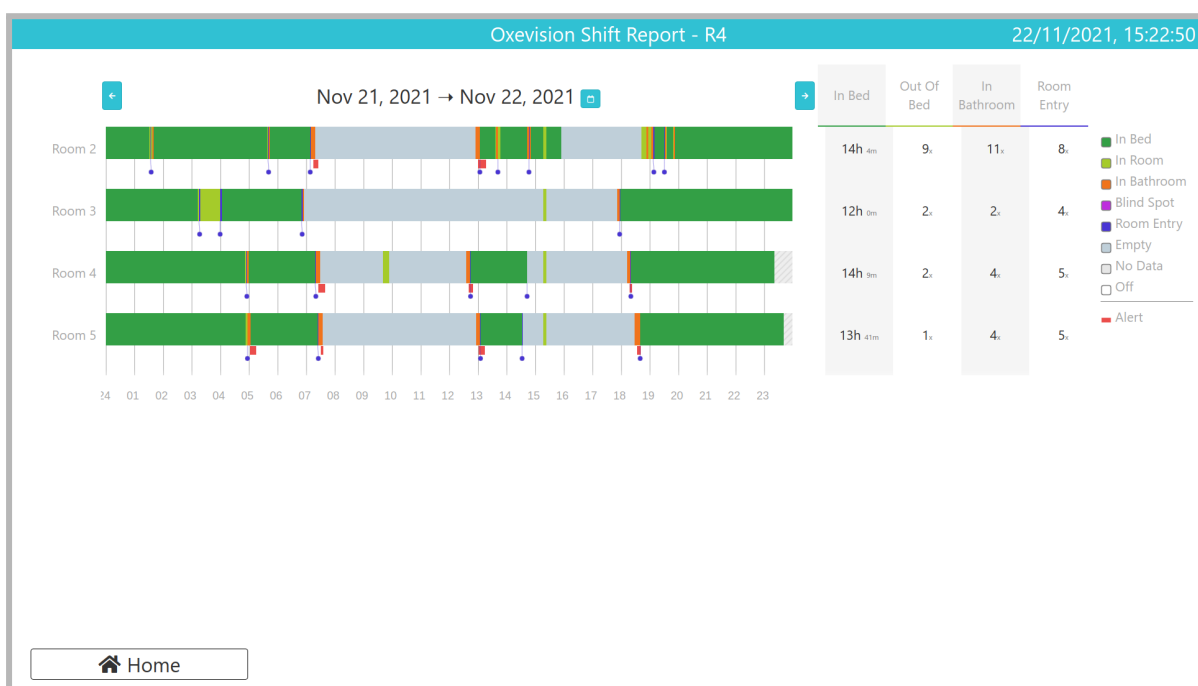 Oxevision Shift Report - R4
22/11/2021, 15:22:50
Nov 21, 2021 → Nov 22, 2021
In Bed
Out Of Bed
In Bathroom
Room Entry
Room 2
14h 4m 9x 11x 8x
Room 3
12h 0m 2x 2x 4x
Room 4
14h 9m 2x 4x 5x
Room 5
13h 41m 1x 4x 5x
24 01 02 03 04 05 06 07 08 09 10 11 12 13 14 15 16 17 18 19 20 21 22 23
In Bed
In Room
In Bathroom
Blind Spot
Room Entry
Empty
No Data
Off
Alert
Home